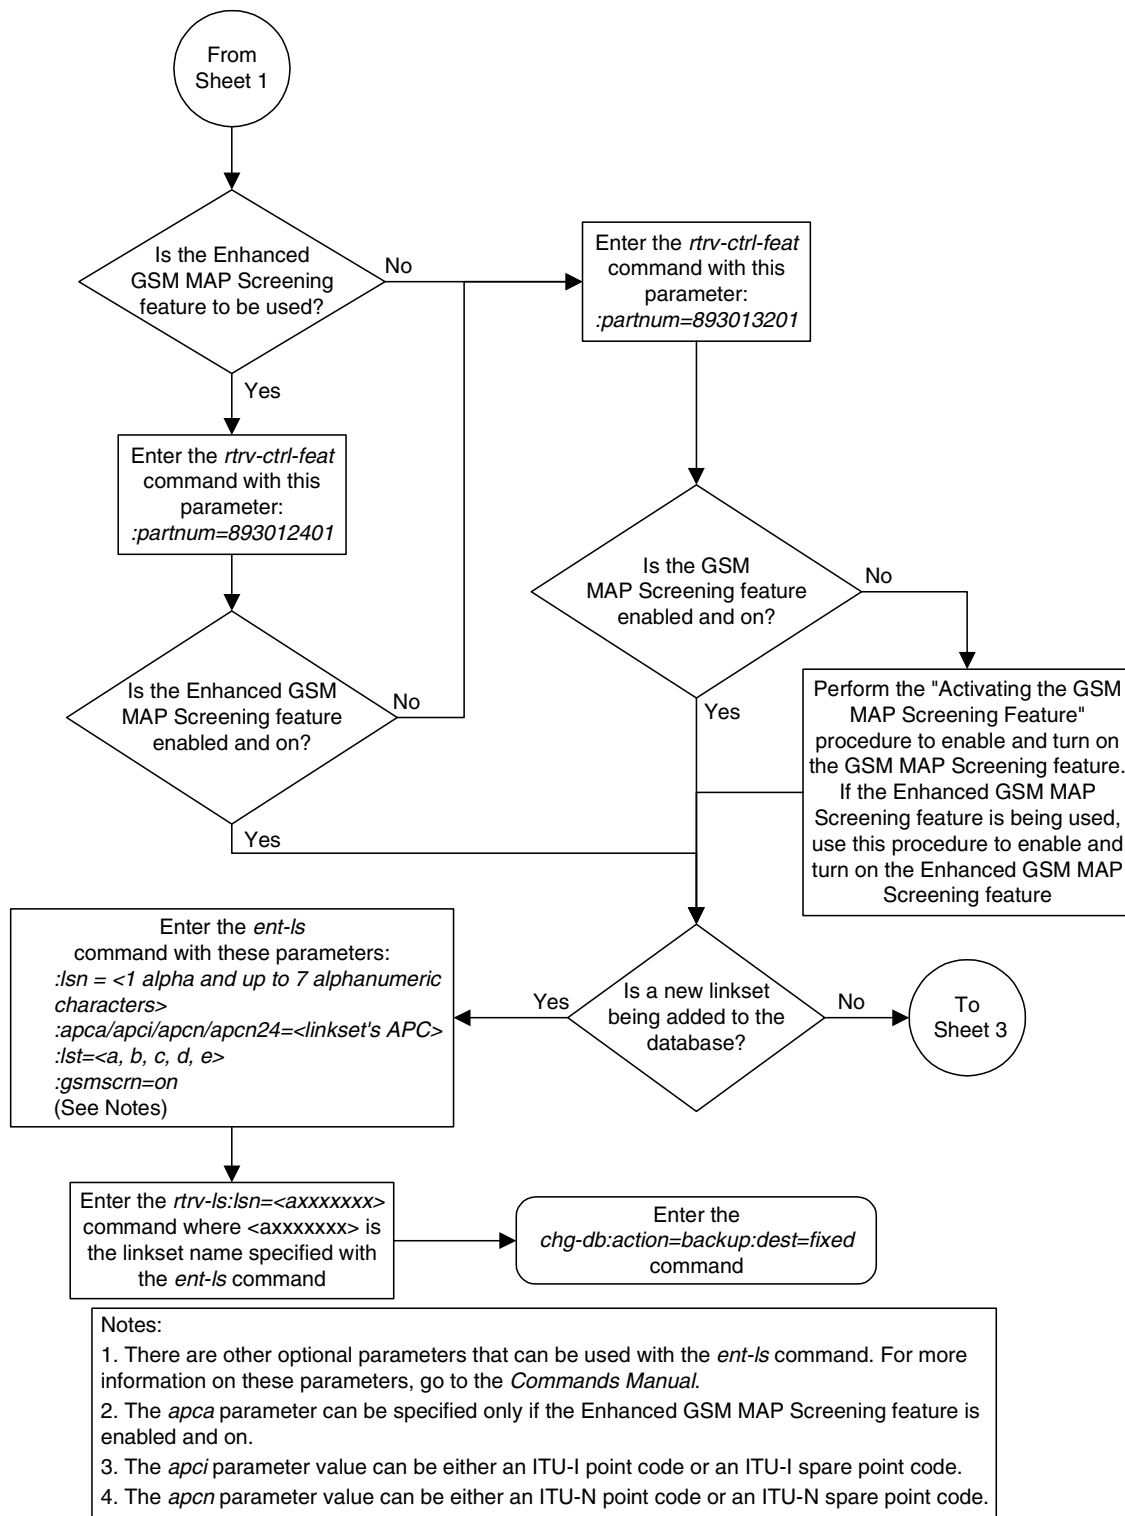 From
Sheet 1
Is the Enhanced
GSM MAP Screening
feature to be used?
No
Yes
Enter the rtrv-ctrl-feat
command with this
parameter:
:partnum=893013201
Enter the rtrv-ctrl-feat
command with this
parameter:
:partnum=893012401
Is the GSM
MAP Screening feature
enabled and on?
No
Yes
Is the Enhanced GSM
MAP Screening feature
enabled and on?
No
Yes
Perform the "Activating the GSM
MAP Screening Feature"
procedure to enable and turn on
the GSM MAP Screening feature.
If the Enhanced GSM MAP
Screening feature is being used,
use this procedure to enable and
turn on the Enhanced GSM MAP
Screening feature
Is a new linkset
being added to the
database?
Yes
No
To
Sheet 3
Enter the ent-ls
command with these parameters:
:lsn = <1 alpha and up to 7 alphanumeric
characters>
:apca/apci/apcn/apcn24=<linkset's APC>
:lst=<a, b, c, d, e>
:gsmscrn=on
(See Notes)
Enter the rtrv-ls:lsn=<axxxxxxx>
command where <axxxxxxx> is
the linkset name specified with
the ent-ls command
Enter the
chg-db:action=backup:dest=fixed
command
Notes:
1. There are other optional parameters that can be used with the ent-ls command. For more
information on these parameters, go to the Commands Manual.
2. The apca parameter can be specified only if the Enhanced GSM MAP Screening feature is
enabled and on.
3. The apci parameter value can be either an ITU-I point code or an ITU-I spare point code.
4. The apcn parameter value can be either an ITU-N point code or an ITU-N spare point code.